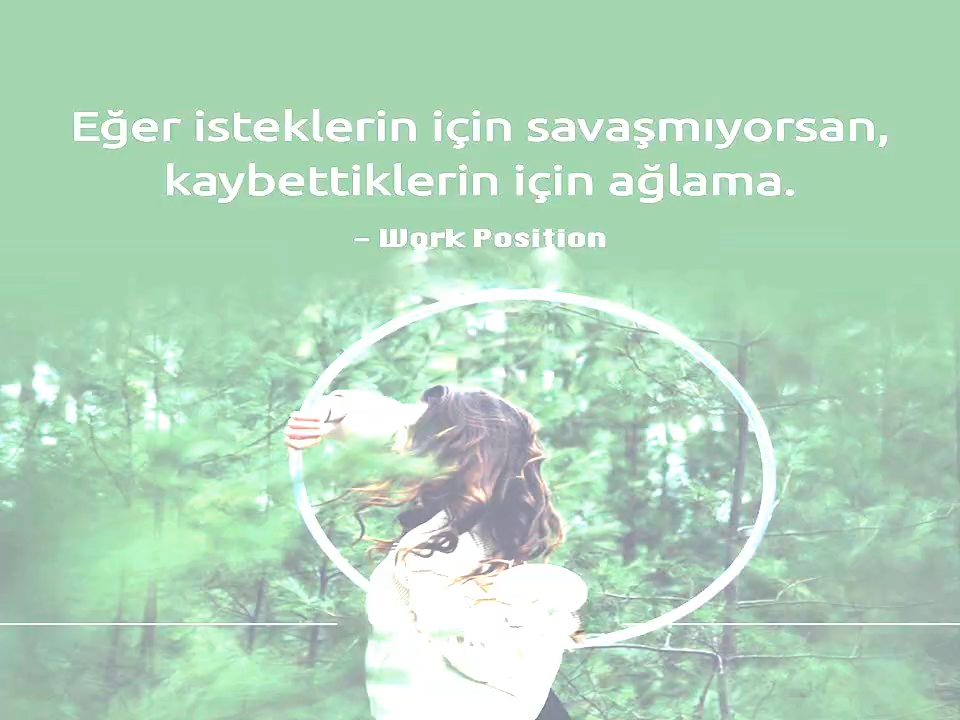 Eğer isteklerin için savaşmıyorsan,
kaybettiklerin için ağlama.
– Work Position